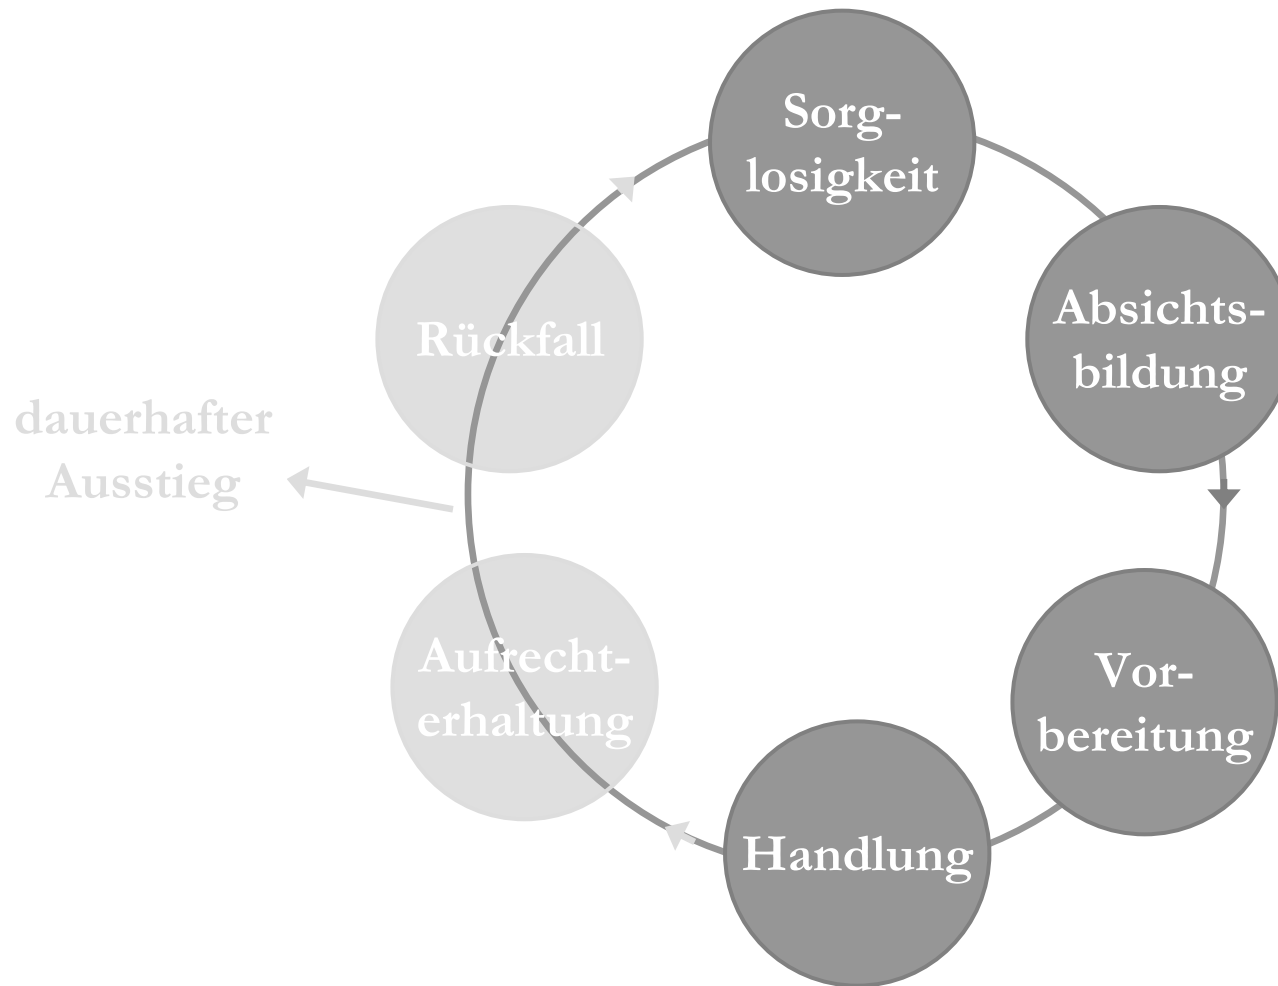 Sorg-
losigkeit
Absichts-
bildung
Vor-
bereitung
Handlung
Aufrecht-
erhaltung
Rückfall
dauerhafter
Ausstieg